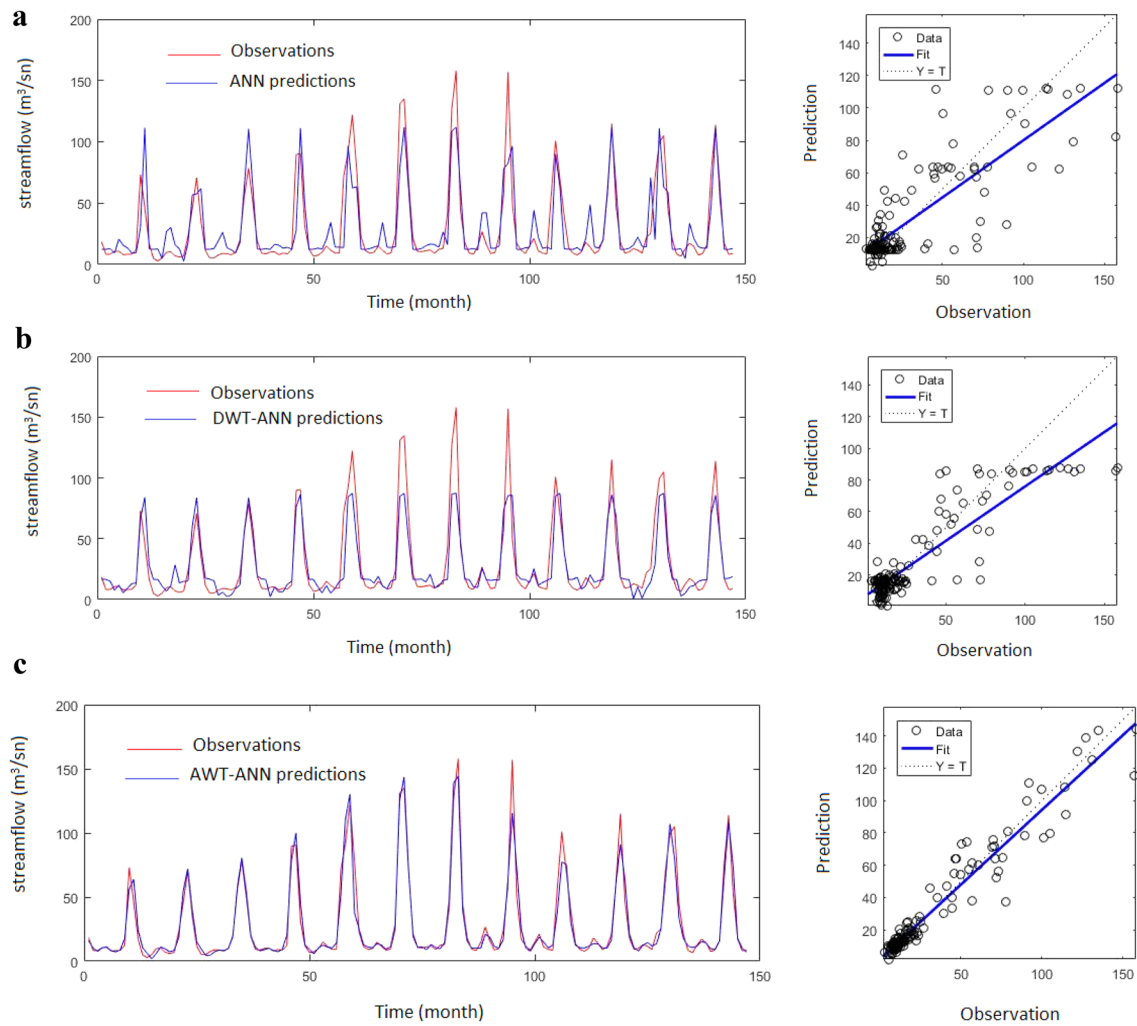 a
200
150
100
50
0
streamflow (m³/sn)
Observations
ANN predictions
0
50
100
150
Time (month)
140
120
100
80
60
40
20
Prediction
Data
Fit
Y = T
50
100
150
Observation
b
200
150
100
50
0
streamflow (m³/sn)
Observations
DWT-ANN predictions
0
50
100
150
Time (month)
140
120
100
80
60
40
20
Prediction
Data
Fit
Y = T
50
100
150
Observation
c
200
150
100
50
0
streamflow (m³/sn)
Observations
AWT-ANN predictions
0
50
100
150
Time (month)
140
120
100
80
60
40
20
Prediction
Data
Fit
Y = T
50
100
150
Observation